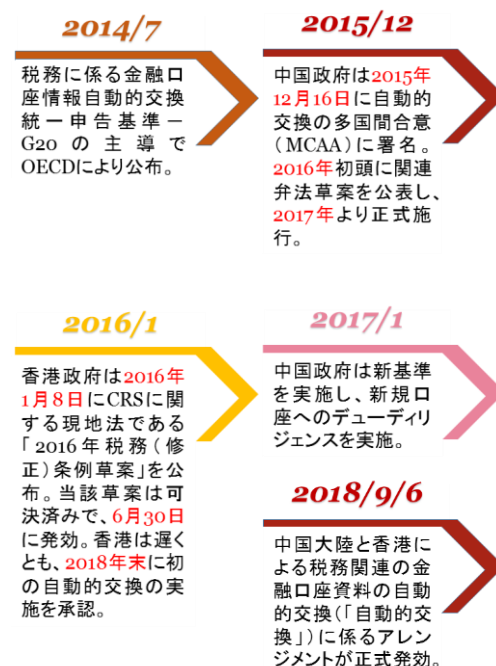 2014/7
税務に係る金融口
座情報自動的交換
統一申告基準－
G20の主導で
OECDにより公布。
2015/12
中国政府は2015年
12月16日に自動的
交換の多国間合意
（MCAA）に署名。
2016年初頭に関連
弁法草案を公表し、
2017年より正式施
行。
2016/1
香港政府は2016年
1月8日にCRSに関
する現地法である
「2016年税務（修
正）条例草案」を公
布。当該草案は可
決済みで、6月30日
に発効。香港は遅く
とも、2018年末に初
の自動的交換の実
施を承認。
2017/1
中国政府は新基準
を実施し、新規口
座へのデューディリ
ジェンスを実施。
2018/9/6
中国大陸と香港に
よる税務関連の金
融口座資料の自動
的交換（「自動的交
換」）に係るアレン
ジメントが正式発効。